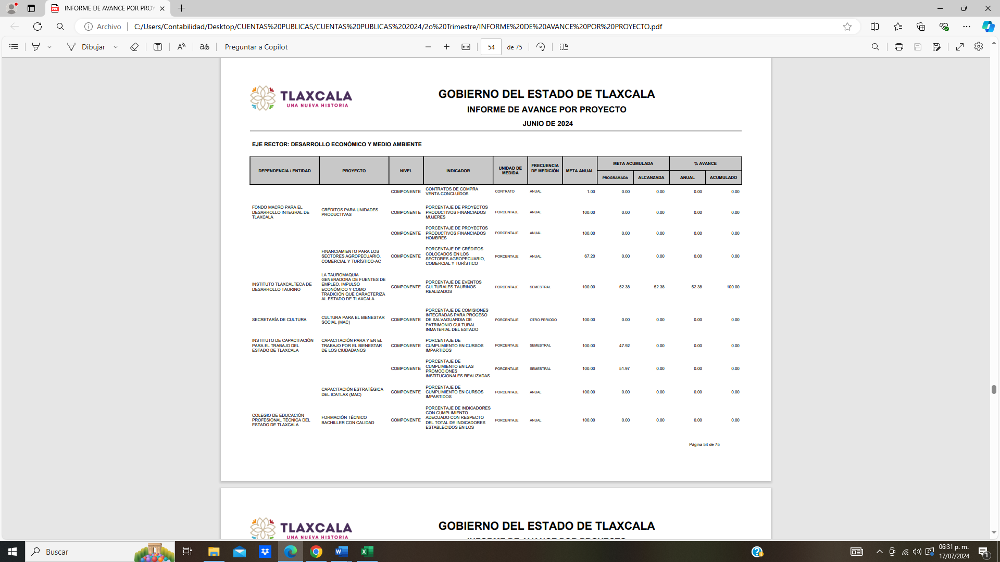 INFORME DE AVANCE POR PROY
Archivo
C:/Users/Contabilidad/Desktop/CUENTAS%20PUBLICAS/CUENTAS%20PUBLICAS%202024/2o%20Trimestre/INFORME%20DE%20AVANCE%20POR%20PROYECTO.pdf
Dibujar
aあ
Preguntar a Copilot
54
de 75
TLAXCALA
UNA NUEVA HISTORIA
GOBIERNO DEL ESTADO DE TLAXCALA
INFORME DE AVANCE POR PROYECTO
JUNIO DE 2024
EJE RECTOR: DESARROLLO ECONÓMICO Y MEDIO AMBIENTE
DEPENDENCIA / ENTIDAD
PROYECTO
NIVEL
INDICADOR
UNIDAD DE
MEDIDA
FRECUENCIA
DE MEDICIÓN
META ANUAL
META ACUMULADA
PROGRAMADA
ALCANZADA
% AVANCE
ANUAL
ACUMULADO
COMPONENTE
CONTRATOS DE COMPRA
VENTA CONCLUÍDOS
CONTRATO
ANUAL
1.00
0.00
0.00
0.00
0.00
FONDO MACRO PARA EL
DESARROLLO INTEGRAL DE
TLAXCALA
CRÉDITOS PARA UNIDADES
PRODUCTIVAS
COMPONENTE
PORCENTAJE DE PROYECTOS
PRODUCTIVOS FINANCIADOS
MUJERES
PORCENTAJE
ANUAL
100.00
0.00
0.00
0.00
0.00
COMPONENTE
PORCENTAJE DE PROYECTOS
PRODUCTIVOS FINANCIADOS
HOMBRES
PORCENTAJE
ANUAL
100.00
0.00
0.00
0.00
0.00
FINANCIAMIENTO PARA LOS
SECTORES AGROPECUARIO,
COMERCIAL Y TURÍSTICO-AC
COMPONENTE
PORCENTAJE DE CRÉDITOS
COLOCADOS EN LOS
SECTORES AGROPECUARIO,
COMERCIAL Y TURÍSTICO
PORCENTAJE
ANUAL
67.20
0.00
0.00
0.00
0.00
INSTITUTO TLAXCALTECA DE
DESARROLLO TAURINO
LA TAUROMAQUIA
GENERADORA DE FUENTES DE
EMPLEO, IMPULSO
ECONÓMICO Y COMO
TRADICIÓN QUE CARACTERIZA
AL ESTADO DE TLAXCALA
COMPONENTE
PORCENTAJE DE EVENTOS
CULTURALES TAURINOS
REALIZADOS
PORCENTAJE
SEMESTRAL
100.00
52.38
52.38
52.38
100.00
SECRETARÍA DE CULTURA
CULTURA PARA EL BIENESTAR
SOCIAL (MAC)
COMPONENTE
PORCENTAJE DE COMISIONES
INTEGRADAS PARA PROCESO
DE SALVAGUARDIA DE
PATRIMONIO CULTURAL
INMATERIAL DEL ESTADO
PORCENTAJE
OTRO PERIODO
100.00
0.00
0.00
0.00
0.00
INSTITUTO DE CAPACITACIÓN
PARA EL TRABAJO DEL
ESTADO DE TLAXCALA
CAPACITACIÓN PARA Y EN EL
TRABAJO POR EL BIENESTAR
DE LOS CIUDADANOS
COMPONENTE
PORCENTAJE DE
CUMPLIMIENTO EN CURSOS
IMPARTIDOS
PORCENTAJE
SEMESTRAL
100.00
47.92
0.00
0.00
0.00
COMPONENTE
PORCENTAJE DE
CUMPLIMIENTO EN LAS
PROMOCIONES
INSTITUCIONALES REALIZADAS
PORCENTAJE
SEMESTRAL
100.00
51.97
0.00
0.00
0.00
CAPACITACIÓN ESTRATÉGICA
DEL ICATLAX (MAC)
COMPONENTE
PORCENTAJE DE
CUMPLIMIENTO EN CURSOS
IMPARTIDOS
PORCENTAJE
ANUAL
100.00
0.00
0.00
0.00
0.00
COLEGIO DE EDUCACIÓN
PROFESIONAL TÉCNICA DEL
ESTADO DE TLAXCALA
FORMACIÓN TÉCNICO
BACHILLER CON CALIDAD
COMPONENTE
PORCENTAJE DE INDICADORES
CON CUMPLIMIENTO
ADECUADO CON RESPECTO
DEL TOTAL DE INDICADORES
ESTABLECIDOS EN LOS
PORCENTAJE
ANUAL
100.00
0.00
0.00
0.00
0.00
Página 54 de 75
TLAXCALA
UNA NUEVA HISTORIA
GOBIERNO DEL ESTADO DE TLAXCALA
INFORME DE AVANCE POR PROYECTO
Buscar
06:31 p. m.
17/07/2024
1